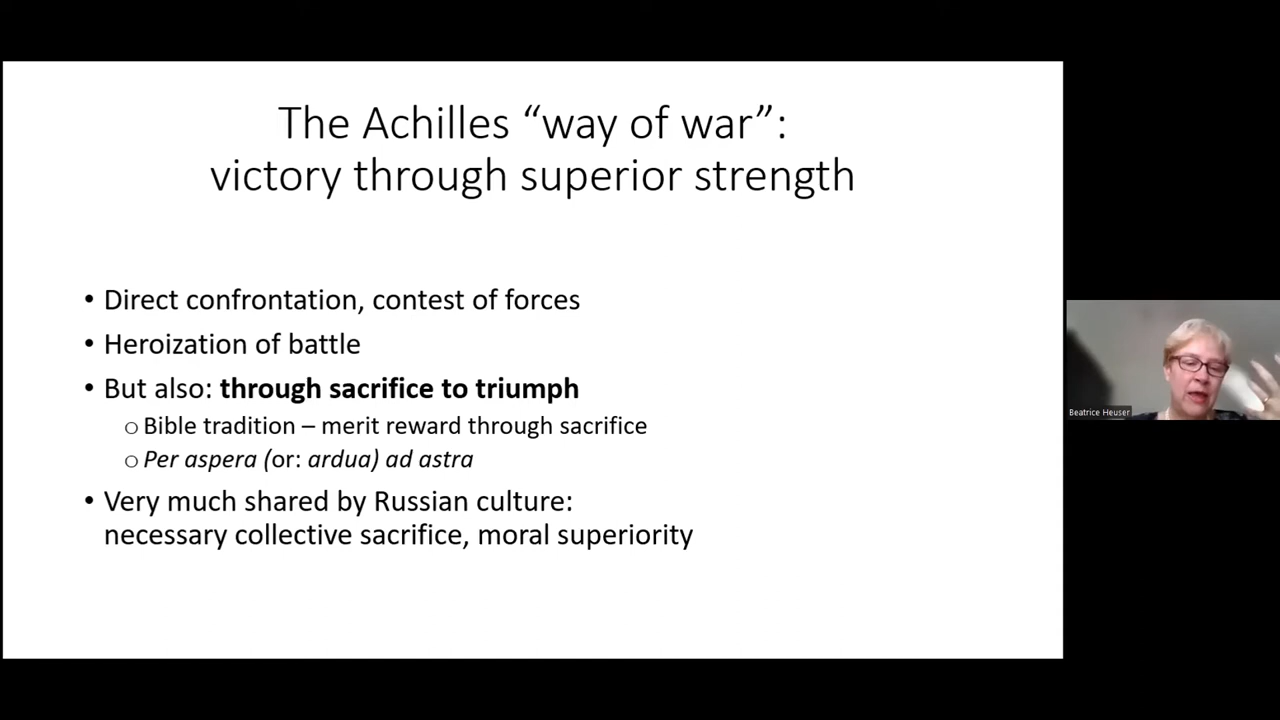 The Achilles “way of war”:
victory through superior strength
• Direct confrontation, contest of forces
• Heroization of battle
• But also: through sacrifice to triumph
○ Bible tradition – merit reward through sacrifice
○ Per aspera (or: ardua) ad astra
• Very much shared by Russian culture:
necessary collective sacrifice, moral superiority
Beatrice Heuser